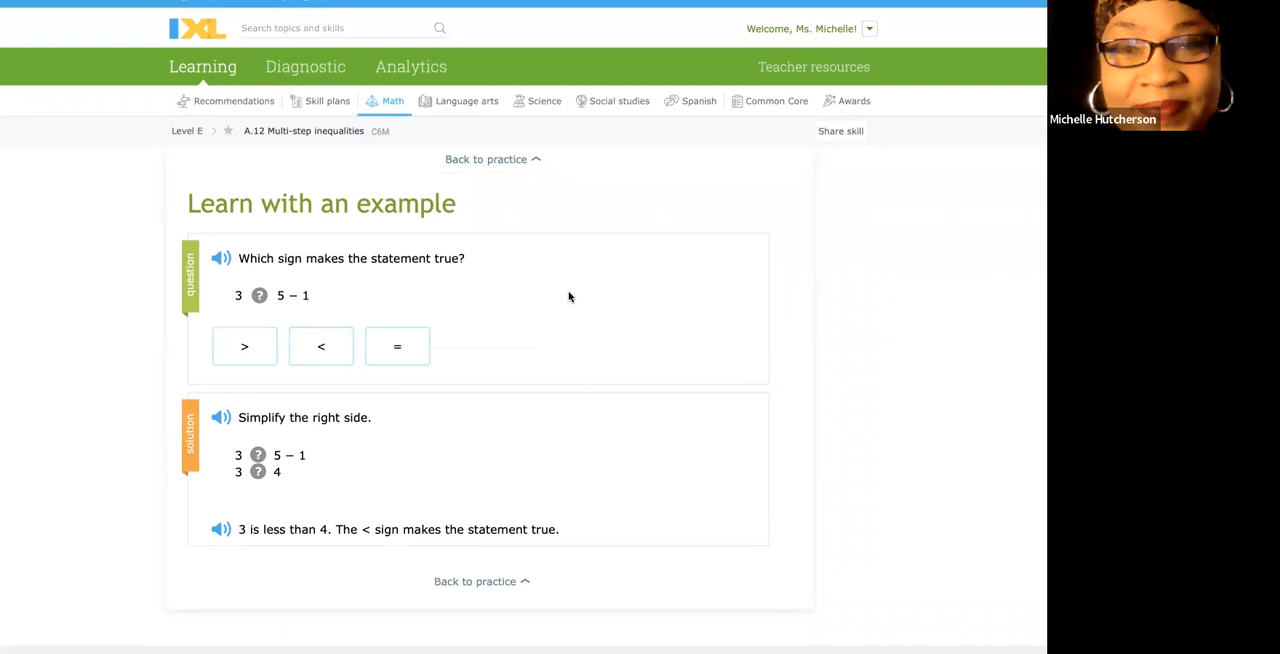 IXL
Search topics and skills
Welcome, Ms. Michelle!
Learning Diagnostic Analytics Teacher resources
Recommendations Skill plans Math Language arts Science Social studies Spanish Common Core Awards
Level E > A.12 Multi-step inequalities C6M Share skill
Back to practice
Learn with an example
question
Which sign makes the statement true?
3 ? 5 – 1
> < =
solution
Simplify the right side.
3 ? 5 – 1
3 ? 4
3 is less than 4. The < sign makes the statement true.
Back to practice
Michelle Hutcherson